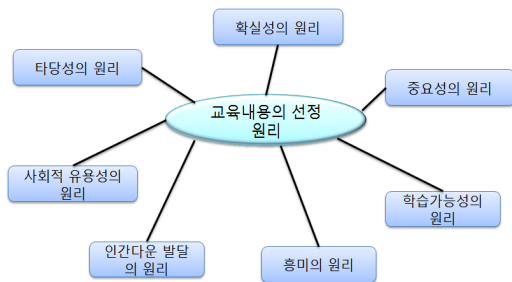 확실성의 원리
타당성의 원리
중요성의 원리
교육내용의 선정
원리
사회적 유용성의
원리
학습가능성의
원리
인간다운 발달
의 원리
흥미의 원리